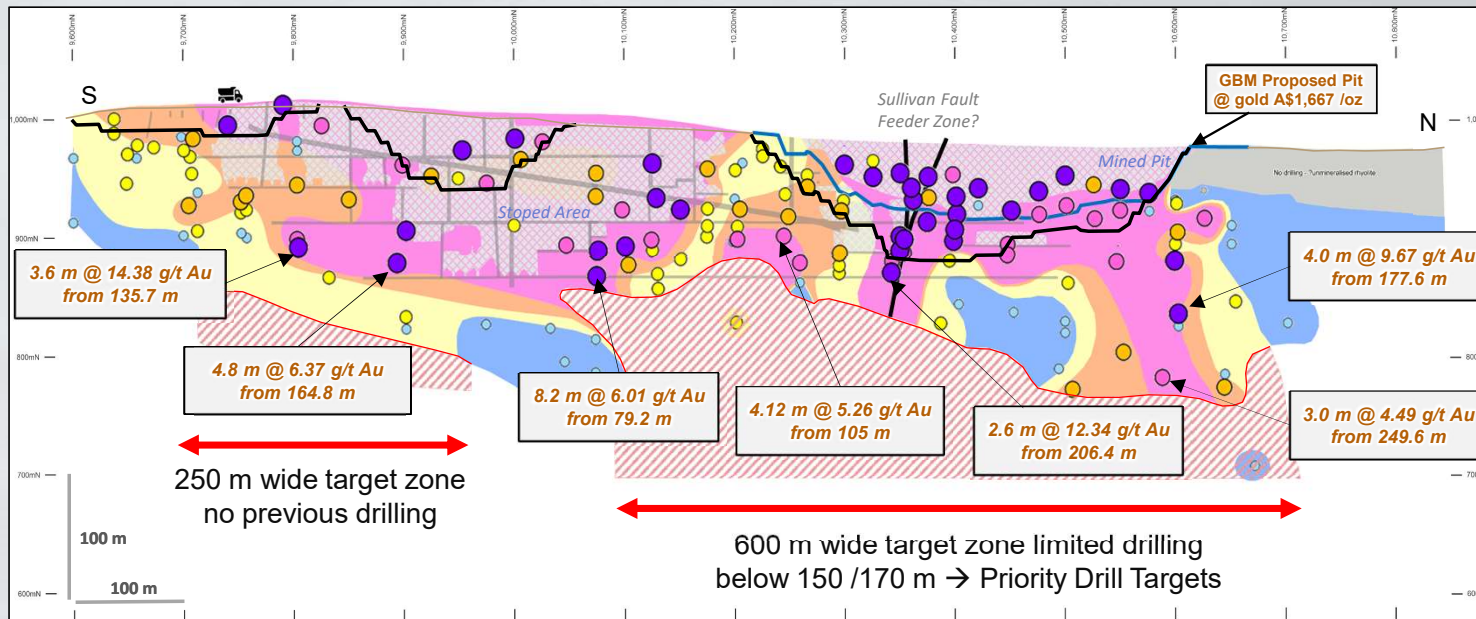 9,600mN
9,700mN
9,800mN
9,900mN
10,000mN
10,100mN
10,200mN
10,300mN
10,400mN
10,500mN
10,600mN
10,700mN
10,800mN
S
GBM Proposed Pit
@ gold A$1,667 /oz
Sullivan Fault
Feeder Zone?
N
1,000mN
1,0
Mined Pit
No drilling - ?unmineralised rhyolite
Stoped Area
900mN
900
3.6 m @ 14.38 g/t Au
from 135.7 m
4.0 m @ 9.67 g/t Au
from 177.6 m
4.8 m @ 6.37 g/t Au
from 164.8 m
8.2 m @ 6.01 g/t Au
from 79.2 m
4.12 m @ 5.26 g/t Au
from 105 m
2.6 m @ 12.34 g/t Au
from 206.4 m
3.0 m @ 4.49 g/t Au
from 249.6 m
800mN
800
700mN
700
250 m wide target zone
no previous drilling
100 m
100 m
600 m wide target zone limited drilling
below 150 /170 m → Priority Drill Targets
600mN
600